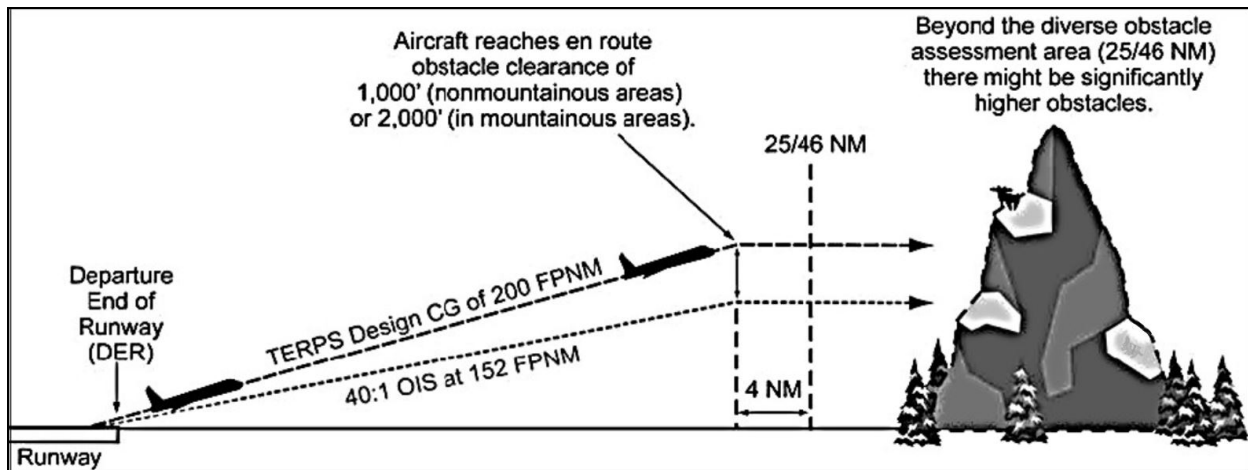 Aircraft reaches en route
obstacle clearance of
1,000' (nonmountainous areas)
or 2,000' (in mountainous areas).
Beyond the diverse obstacle
assessment area (25/46 NM)
there might be significantly
higher obstacles.
25/46 NM
Departure
End of
Runway
(DER)
TERPS Design CG of 200 FPNM
40:1 OIS at 152 FPNM
4 NM
Runway